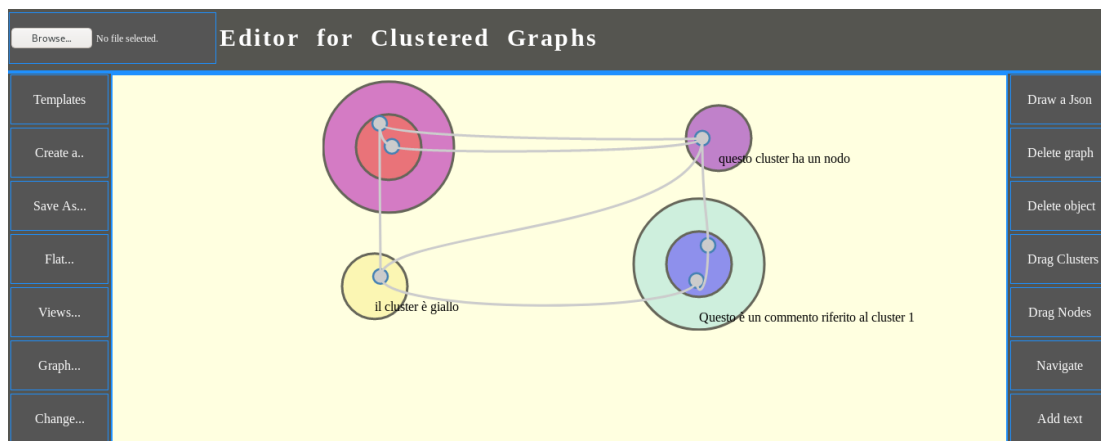 Browse...
No file selected.
Editor for Clustered Graphs
Templates
Create a..
Save As...
Flat...
Views...
Graph...
Change...
questo cluster ha un nodo
il cluster è giallo
Questo è un commento riferito al cluster 1
Draw a Json
Delete graph
Delete object
Drag Clusters
Drag Nodes
Navigate
Add text